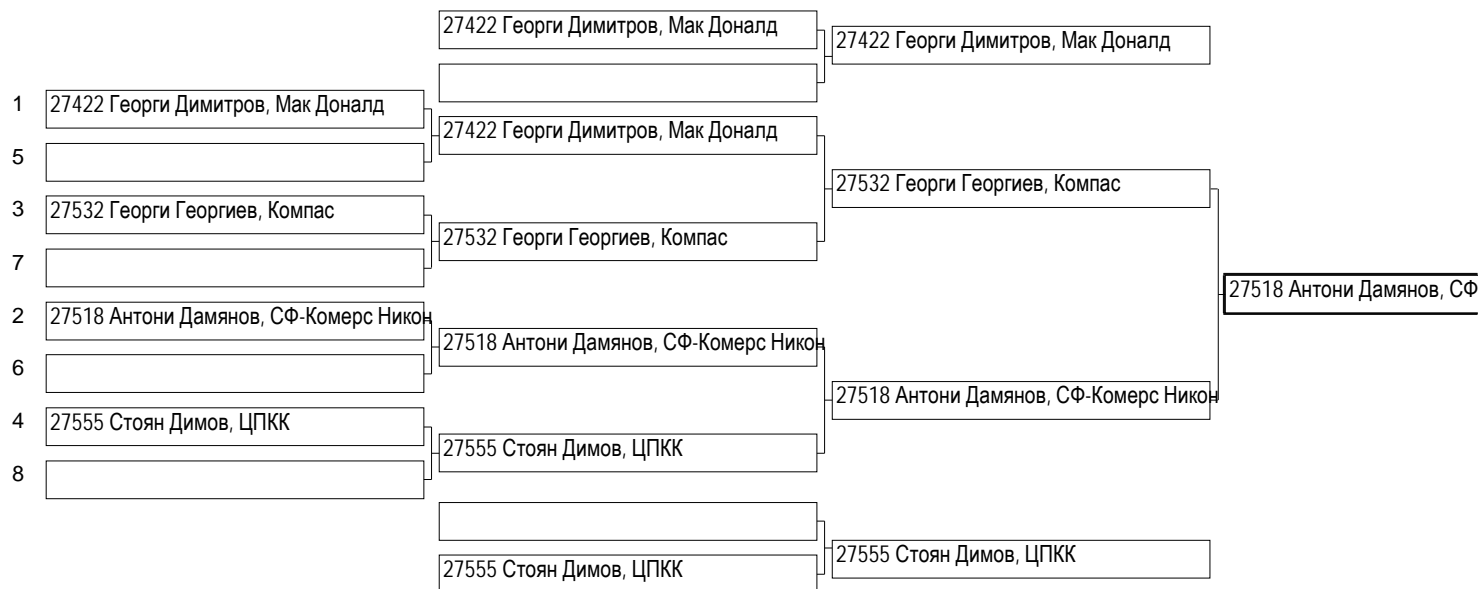 27422 Георги Димитров, Мак Доналд
27422 Георги Димитров, Мак Доналд
1 27422 Георги Димитров, Мак Доналд
27422 Георги Димитров, Мак Доналд
5
27532 Георги Георгиев, Компас
3 27532 Георги Георгиев, Компас
27532 Георги Георгиев, Компас
7
27518 Антони Дамянов, СФ
2 27518 Антони Дамянов, СФ-Комерс Никон
27518 Антони Дамянов, СФ-Комерс Никон
6
27518 Антони Дамянов, СФ-Комерс Никон
4 27555 Стоян Димов, ЦПКК
27555 Стоян Димов, ЦПКК
8
27555 Стоян Димов, ЦПКК
27555 Стоян Димов, ЦПКК